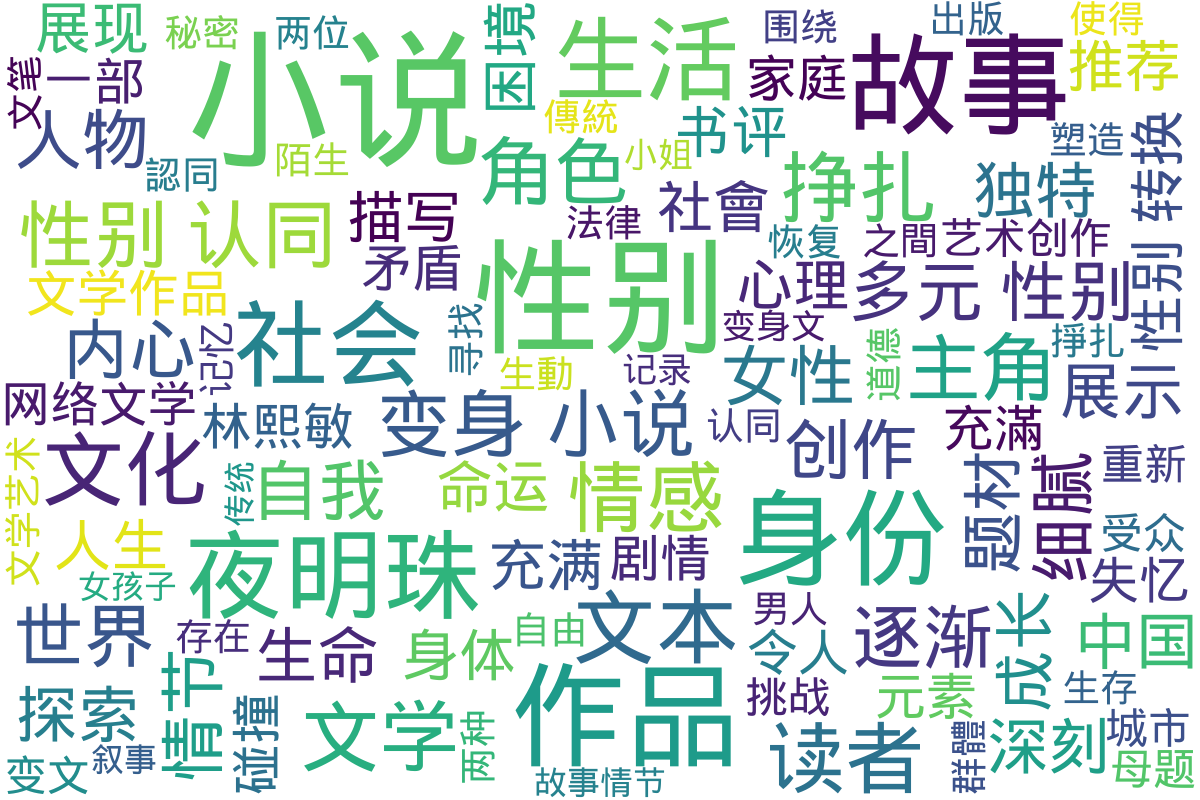 展现
秘密
两位
困境
生活
围绕
出版
使得
文笔
一部
小说
家庭
故事
推荐
人物
傳統
书评
塑造
转换
認同
陌生
角色
小姐
挣扎
独特
性别 认同
描写
法律
社會
恢复
之間
艺术创作
矛盾
性别
心理
多元 性别
性别
文学作品
社会
内心
记忆
寻找
变身文
道德
掙扎
生動
记录
女性
主角
展示
网络文学
林熙敏
变身 小说
认同
创作
充滿
文化
文学艺术
传统
自我
命运
情感
身份
题材
细腻
重新
人生
受众
女孩子
夜明珠
充满
剧情
失忆
世界
存在
生命
身体
自由
文本
男人
令人
逐渐
成长
中国
探索
情节
碰撞
文学
两种
作品
挑战
元素
生存
读者
群體
深刻
城市
变文
叙事
故事情节
母题